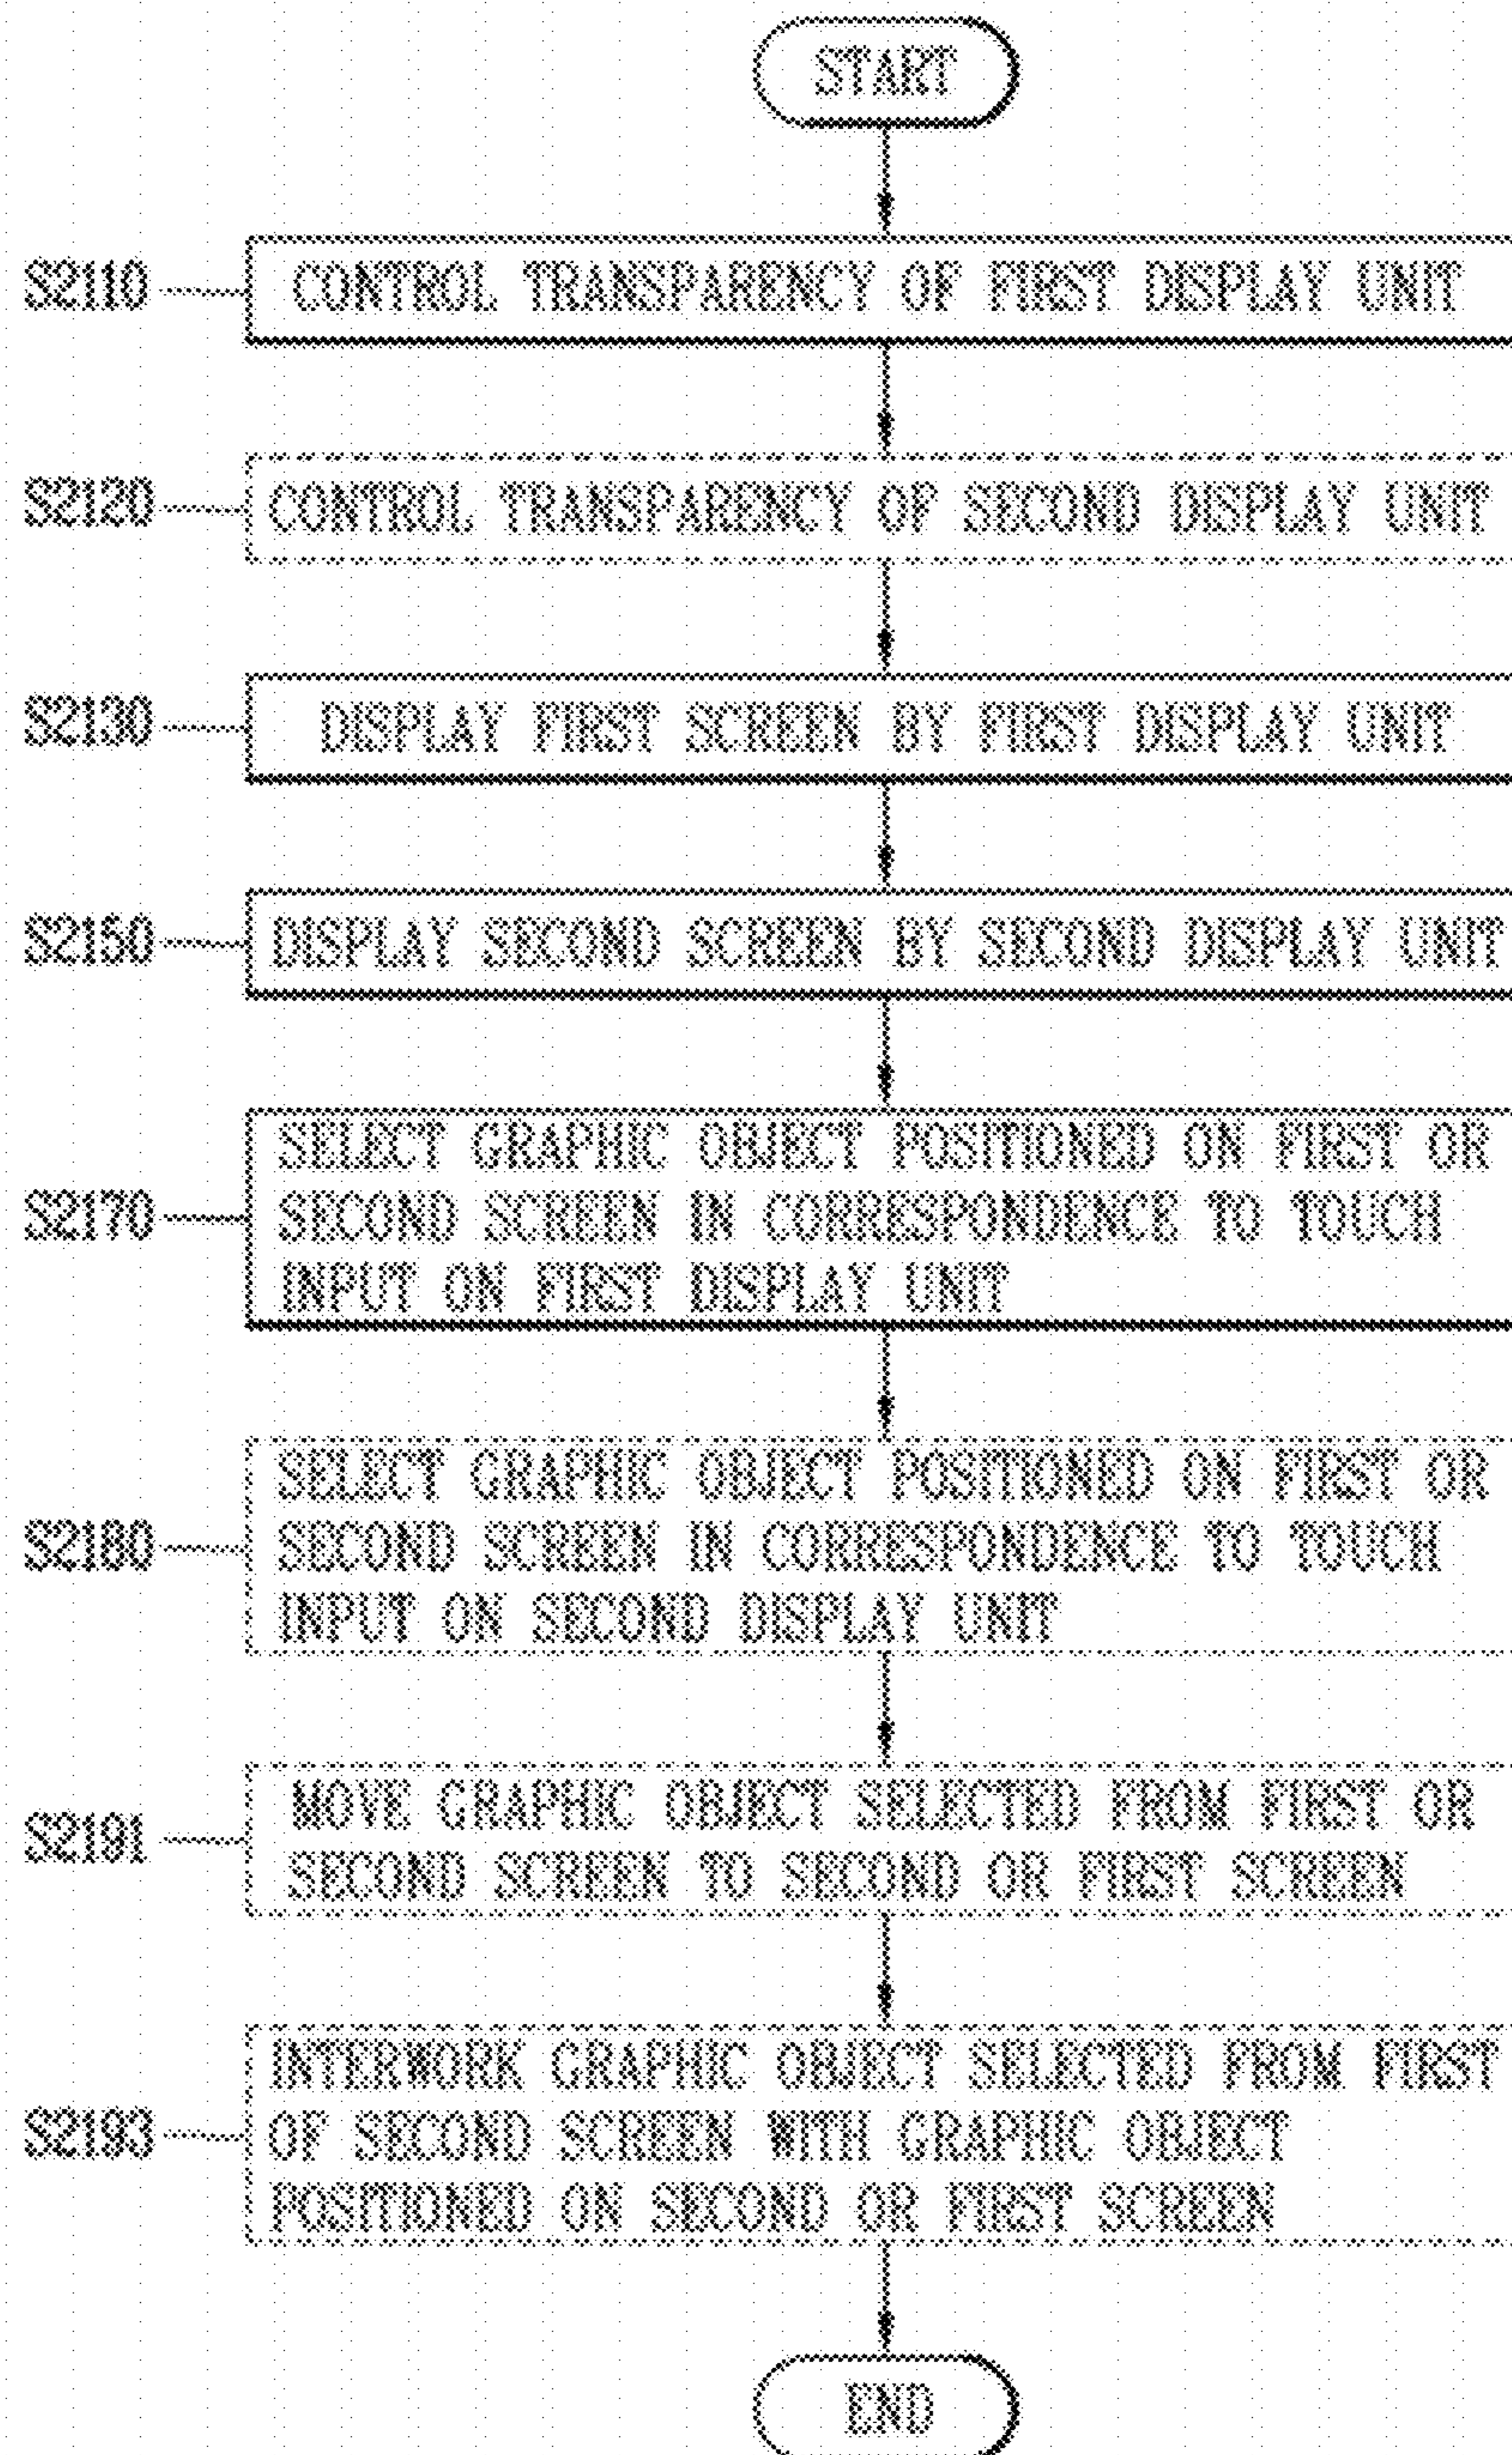 START
S2110
CONTROL TRANSPARENCY OF FIRST DISPLAY UNIT
S2120
CONTROL TRANSPARENCY OF SECOND DISPLAY UNIT
S2130
DISPLAY FIRST SCREEN BY FIRST DISPLAY UNIT
S2150
DISPLAY SECOND SCREEN BY SECOND DISPLAY UNIT
S2170
SELECT GRAPHIC OBJECT POSITIONED ON FIRST OR
SECOND SCREEN IN CORRESPONDENCE TO TOUCH
INPUT ON FIRST DISPLAY UNIT
S2180
SELECT GRAPHIC OBJECT POSITIONED ON FIRST OR
SECOND SCREEN IN CORRESPONDENCE TO TOUCH
INPUT ON SECOND DISPLAY UNIT
S2191
MOVE GRAPHIC OBJECT SELECTED FROM FIRST OR
SECOND SCREEN TO SECOND OR FIRST SCREEN
S2193
INTERWORK GRAPHIC OBJECT SELECTED FROM FIRST
OF SECOND SCREEN WITH GRAPHIC OBJECT
POSITIONED ON SECOND OR FIRST SCREEN
END